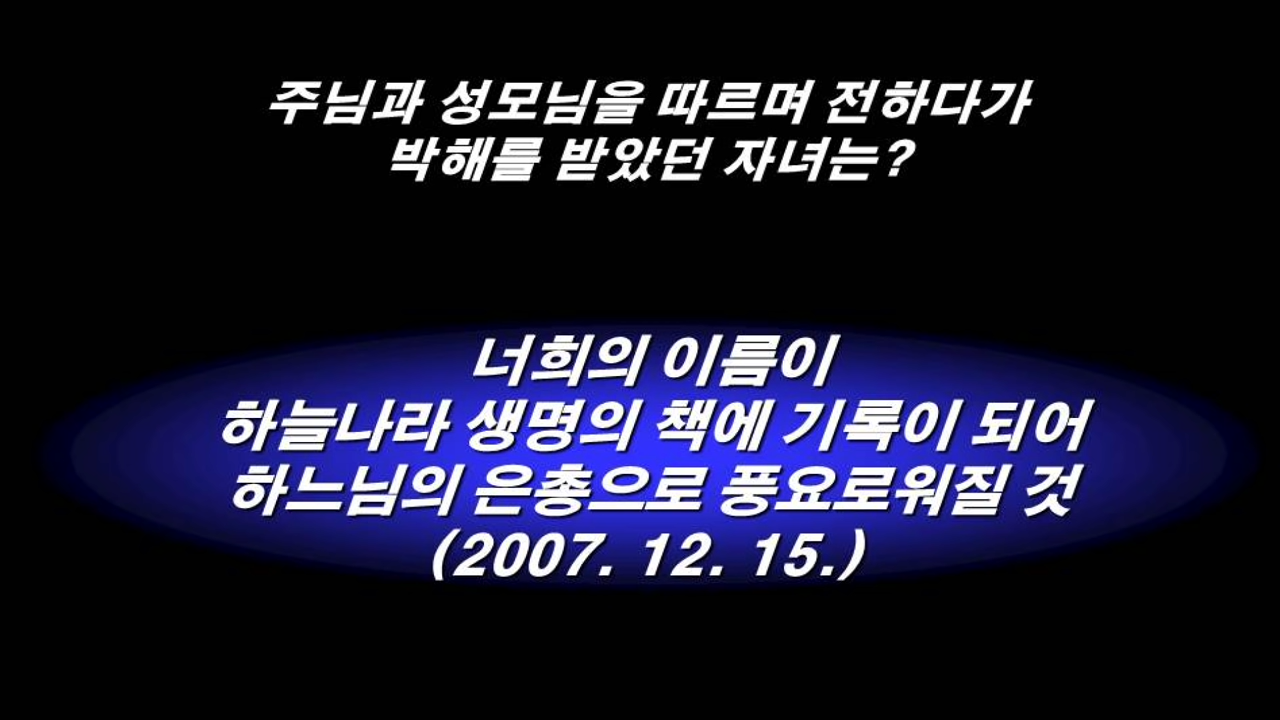 주님과 성모님을 따르며 전하다가
박해를 받았던 자녀는?
너희의 이름이
하늘나라 생명의 책에 기록이 되어
하느님의 은총으로 풍요로워질 것
(2007. 12. 15.)